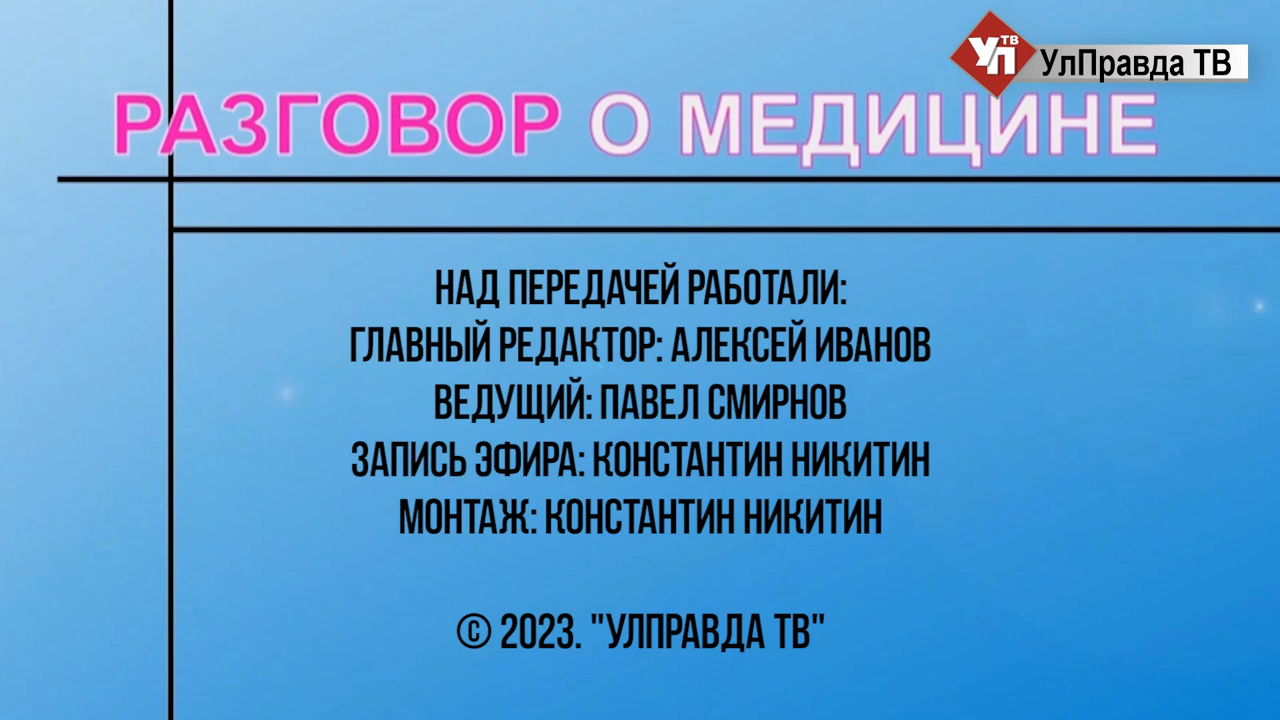 УП ТВ
УлПравда ТВ
РАЗГОВОР О МЕДИЦИНЕ
НАД ПЕРЕДАЧЕЙ РАБОТАЛИ:
ГЛАВНЫЙ РЕДАКТОР: АЛЕКСЕЙ ИВАНОВ
ВЕДУЩИЙ: ПАВЕЛ СМИРНОВ
ЗАПИСЬ ЭФИРА: КОНСТАНТИН НИКИТИН
МОНТАЖ: КОНСТАНТИН НИКИТИН
© 2023. "УЛПРАВДА ТВ"